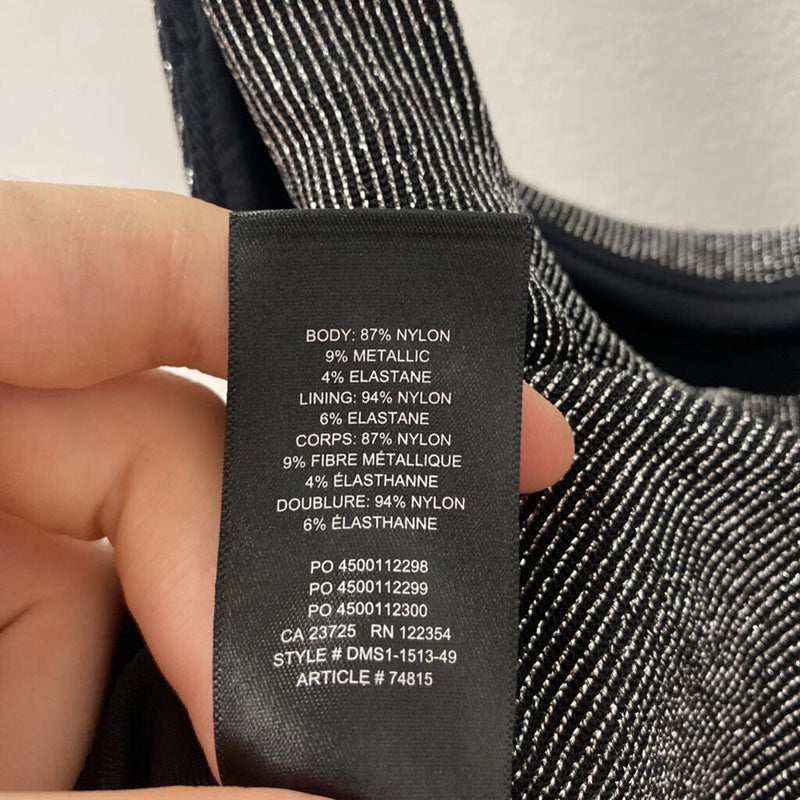 BODY: 87% NYLON
9% METALLIC
4% ELASTANE
LINING: 94% NYLON
6% ELASTANE
CORPS: 87% NYLON
9% FIBRE MÉTALLIQUE
4% ÉLASTHANNE
DOUBLURE: 94% NYLON
6% ÉLASTHANNE
PO 4500112298
PO 4500112299
PO 4500112300
CA 23725 RN 122354
STYLE # DMS1-1513-49
ARTICLE # 74815